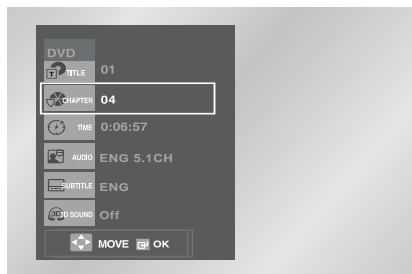 DVD
TITLE 01
CHAPTER 04
TIME 0:06:57
AUDIO ENG 5.1CH
SUBTITLE ENG
3D SOUND Off
MOVE OK